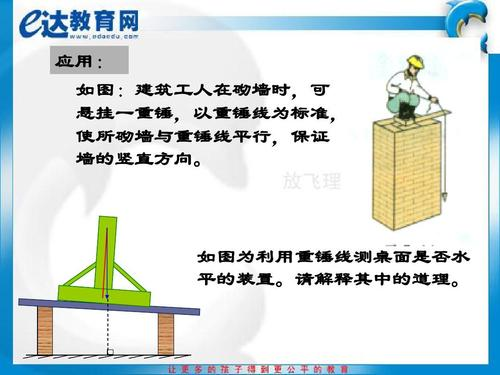 e达教育网
www.edaedu.com
应用：
如图：建筑工人在砌墙时，可
悬挂一重锤，以重锤线为标准，
使所砌墙与重锤线平行，保证
墙的竖直方向。
放飞理
如图为利用重锤线测桌面是否水
平的装置。请解释其中的道理。
让更多的孩子得到更公平的教育